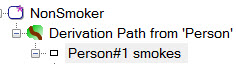 NonSmoker
Derivation Path from 'Person'
Person#1 smokes